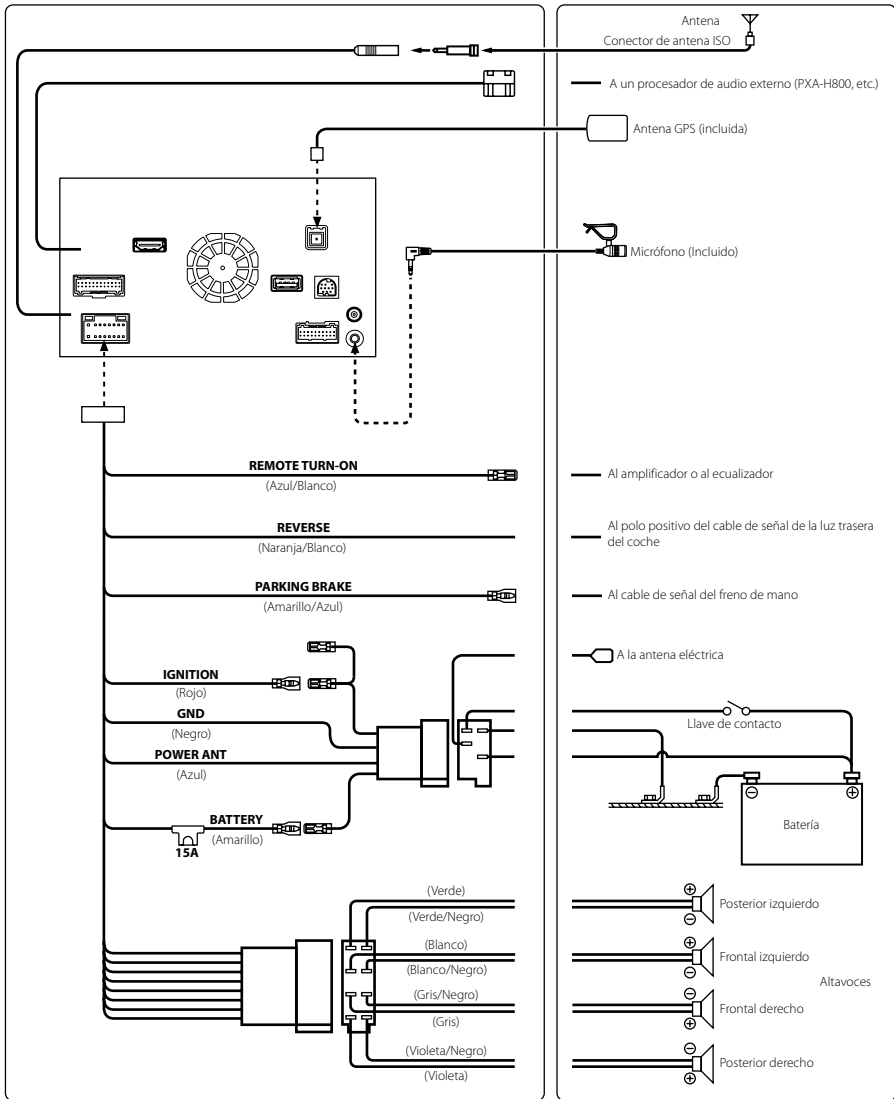 Antena
Conector de antena ISO
A un procesador de audio externo (PXA-H800, etc.)
Antena GPS (incluida)
Micrófono (Incluido)
REMOTE TURN-ON
(Azul/Blanco)
Al amplificador o al ecualizador
REVERSE
(Naranja/Blanco)
Al polo positivo del cable de señal de la luz trasera
del coche
PARKING BRAKE
(Amarillo/Azul)
Al cable de señal del freno de mano
A la antena eléctrica
IGNITION
(Rojo)
GND
(Negro)
Llave de contacto
POWER ANT
(Azul)
BATTERY
(Amarillo)
15A
Batería
(Verde)
(Verde/Negro)
Posterior izquierdo
(Blanco)
(Blanco/Negro)
Frontal izquierdo
Altavoces
(Gris/Negro)
(Gris)
Frontal derecho
(Violeta/Negro)
(Violeta)
Posterior derecho